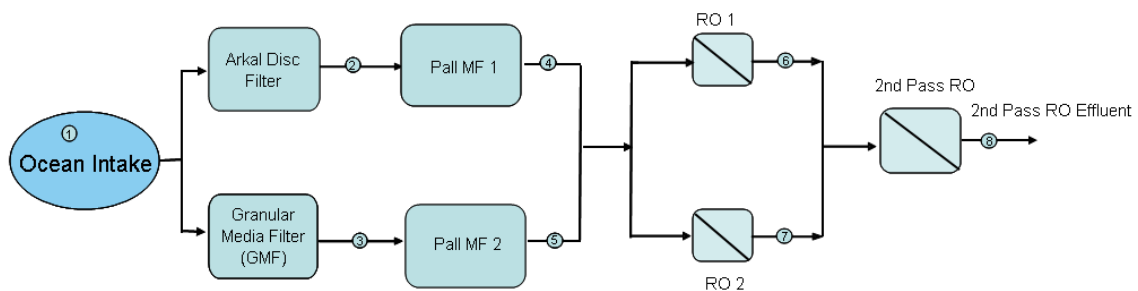 1
Ocean Intake
Arkal Disc
Filter
2
Pall MF 1
4
Granular
Media Filter
(GMF)
3
Pall MF 2
5
RO 1
6
RO 2
7
2nd Pass RO
2nd Pass RO Effluent
8